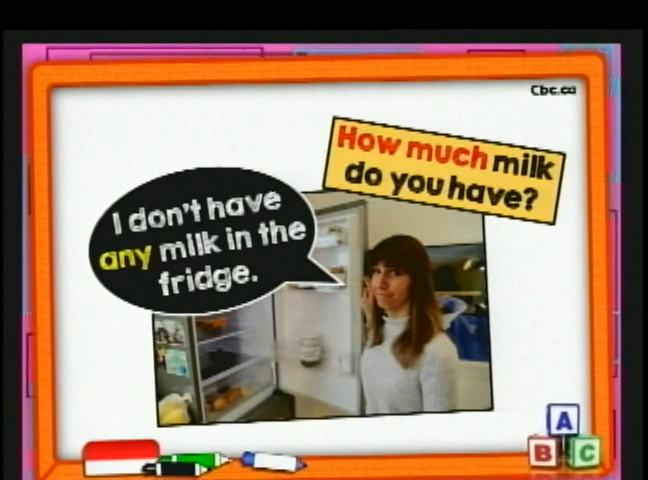 Cbc.ca
How much milk
do you have?
I don't have
any milk in the
fridge.
A
B C